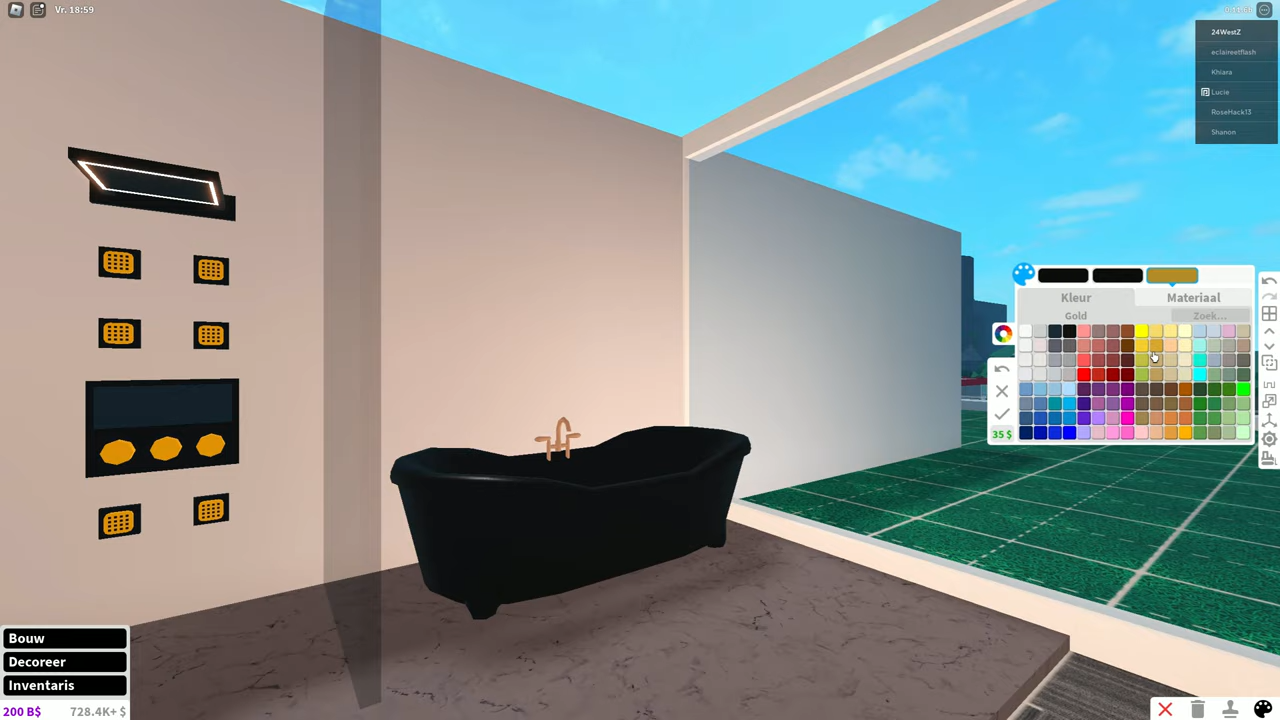 Vr. 18:59
24WestZ
eclaireetflash
Khiara
Lucie
RoseHack13
Shanon
Kleur
Materiaal
Gold
Zoek...
35 $
Bouw
Decoreer
Inventaris
200 B$
728.4K+ $